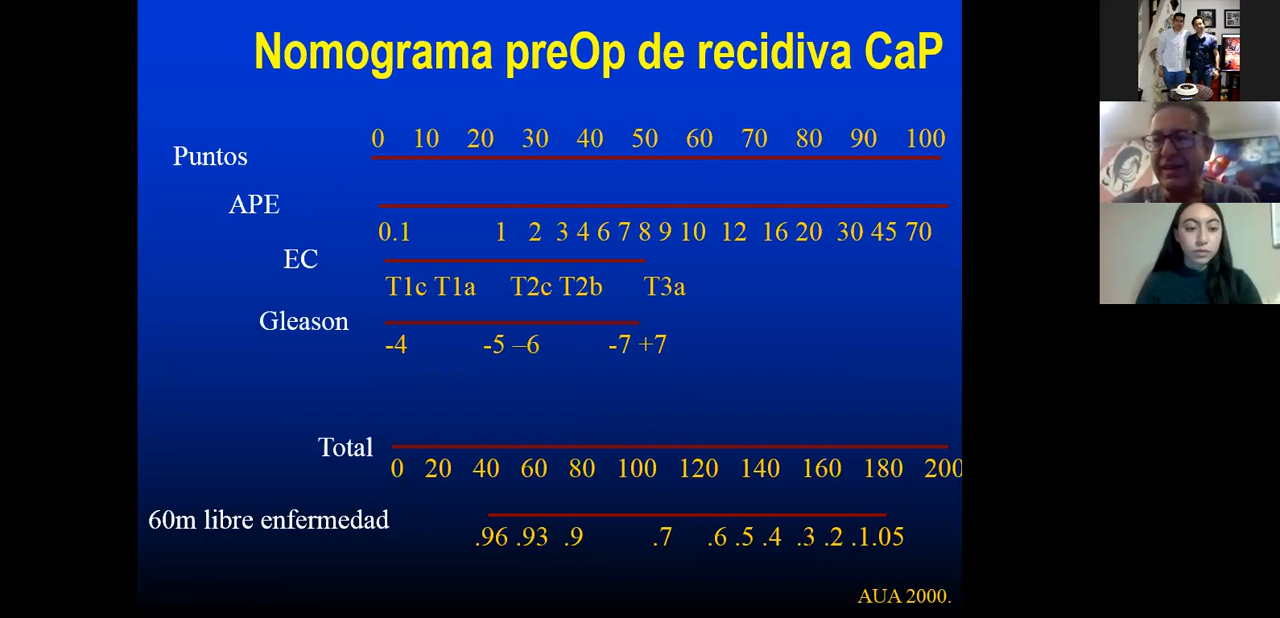 Nomograma preOp de recidiva CaP
0 10 20 30 40 50 60 70 80 90 100
Puntos
APE
0.1 1 2 3 4 6 7 8 9 10 12 16 20 30 45 70
EC
T1c T1a T2c T2b T3a
Gleason
-4 -5 –6 -7 +7
Total
0 20 40 60 80 100 120 140 160 180 200
60m libre enfermedad
.96 .93 .9 .7 .6 .5 .4 .3 .2 .1.05
AUA 2000.